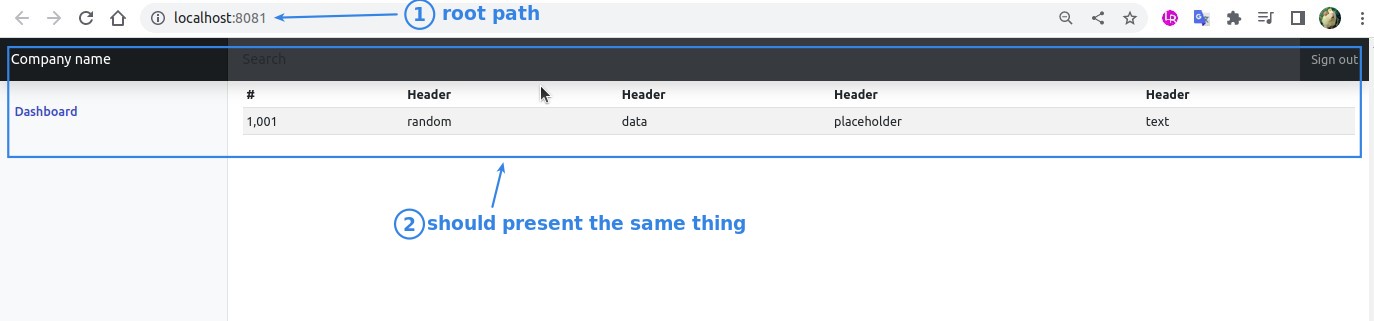 localhost:8081
1 root path
Company name Search Sign out
# Header Header Header Header
Dashboard
1,001 random data placeholder text
2 should present the same thing